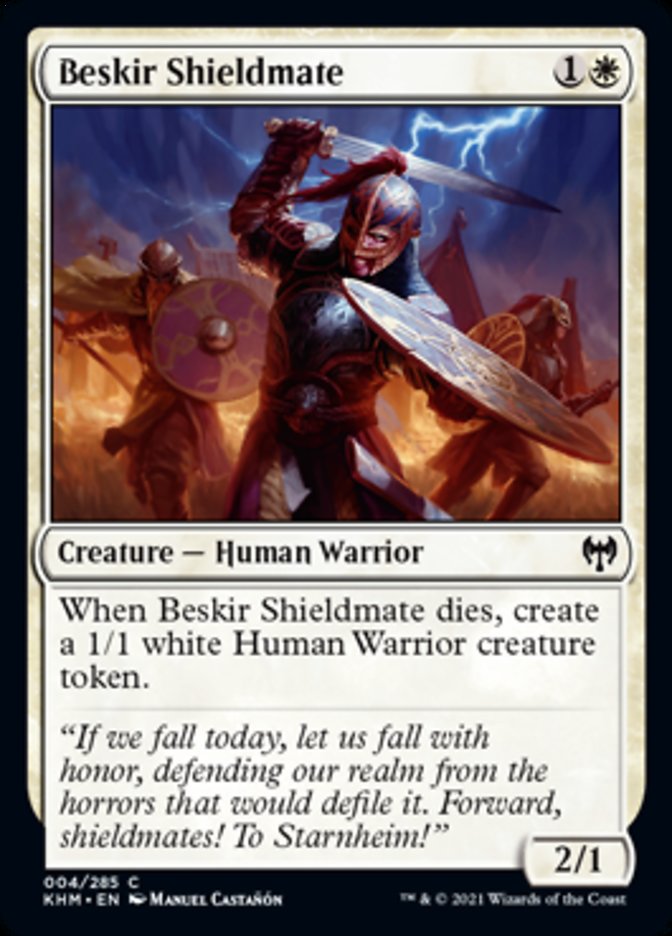 Beskir Shieldmate 1
Creature — Human Warrior
When Beskir Shieldmate dies, create
a 1/1 white Human Warrior creature
token.
“If we fall today, let us fall with
honor, defending our realm from the
horrors that would defile it. Forward,
shieldmates! To Starnheim!”
2/1
004/285 C
KHM • EN Manuel Castañón
™ & © 2021 Wizards of the Coast